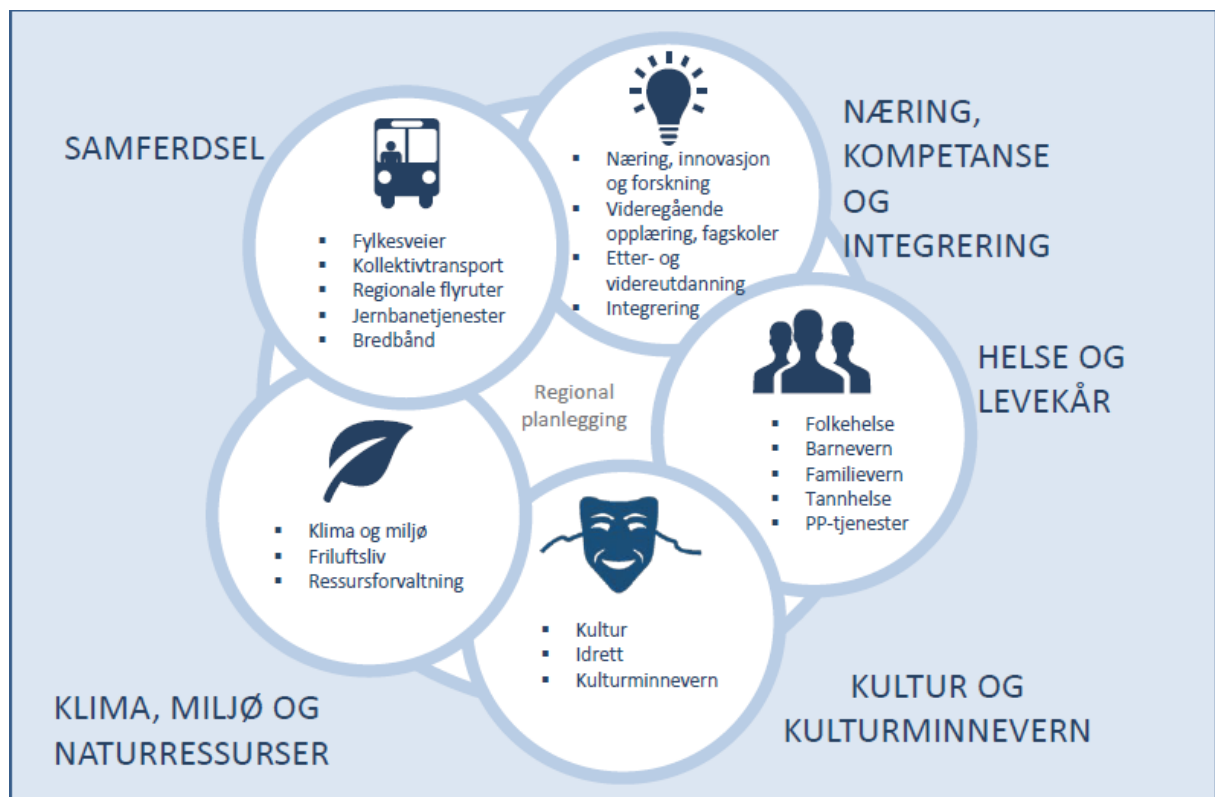 SAMFERDSEL
▪ Fylkesveier
▪ Kollektivtransport
▪ Regionale flyruter
▪ Jernbanetjenester
▪ Bredbånd
NÆRING,
KOMPETANSE
OG
INTEGRERING
▪ Næring, innovasjon
og forskning
▪ Videregående
opplæring, fagskoler
▪ Etter- og
videreutdanning
▪ Integrering
HELSE OG
LEVEKÅR
▪ Folkehelse
▪ Barnevern
▪ Familievern
▪ Tannhelse
▪ PP-tjenester
Regional
planlegging
▪ Klima og miljø
▪ Friluftsliv
▪ Ressursforvaltning
KLIMA, MILJØ OG
NATURRESSURSER
▪ Kultur
▪ Idrett
▪ Kulturminnevern
KULTUR OG
KULTURMINNEVERN